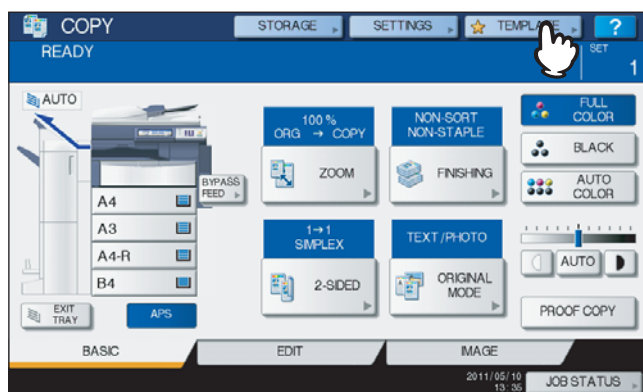 COPY
STORAGE
SETTINGS
TEMPLATE
?
READY
SET
1
AUTO
100 %
ORG → COPY
ZOOM
NON-SORT
NON-STAPLE
FINISHING
FULL
COLOR
BLACK
AUTO
COLOR
BYPASS
FEED
A4
A3
A4-R
B4
1→1
SIMPLEX
2-SIDED
TEXT/PHOTO
ORIGINAL
MODE
AUTO
EXIT
TRAY
APS
PROOF COPY
BASIC
EDIT
IMAGE
2011/05/10
13:35
JOB STATUS